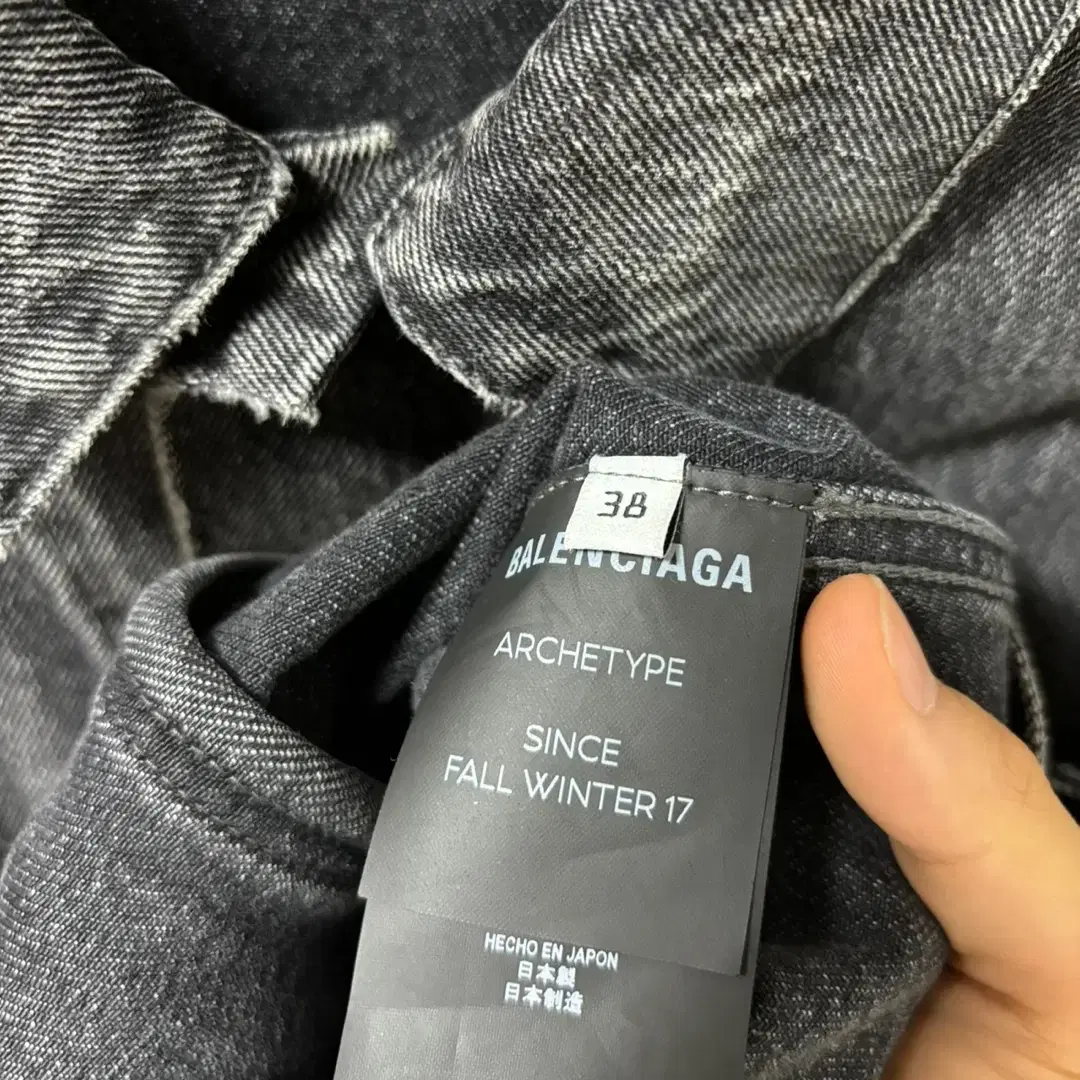 38
BALENCIAGA
ARCHETYPE
SINCE
FALL WINTER 17
HECHO EN JAPON
日本製
日本制造